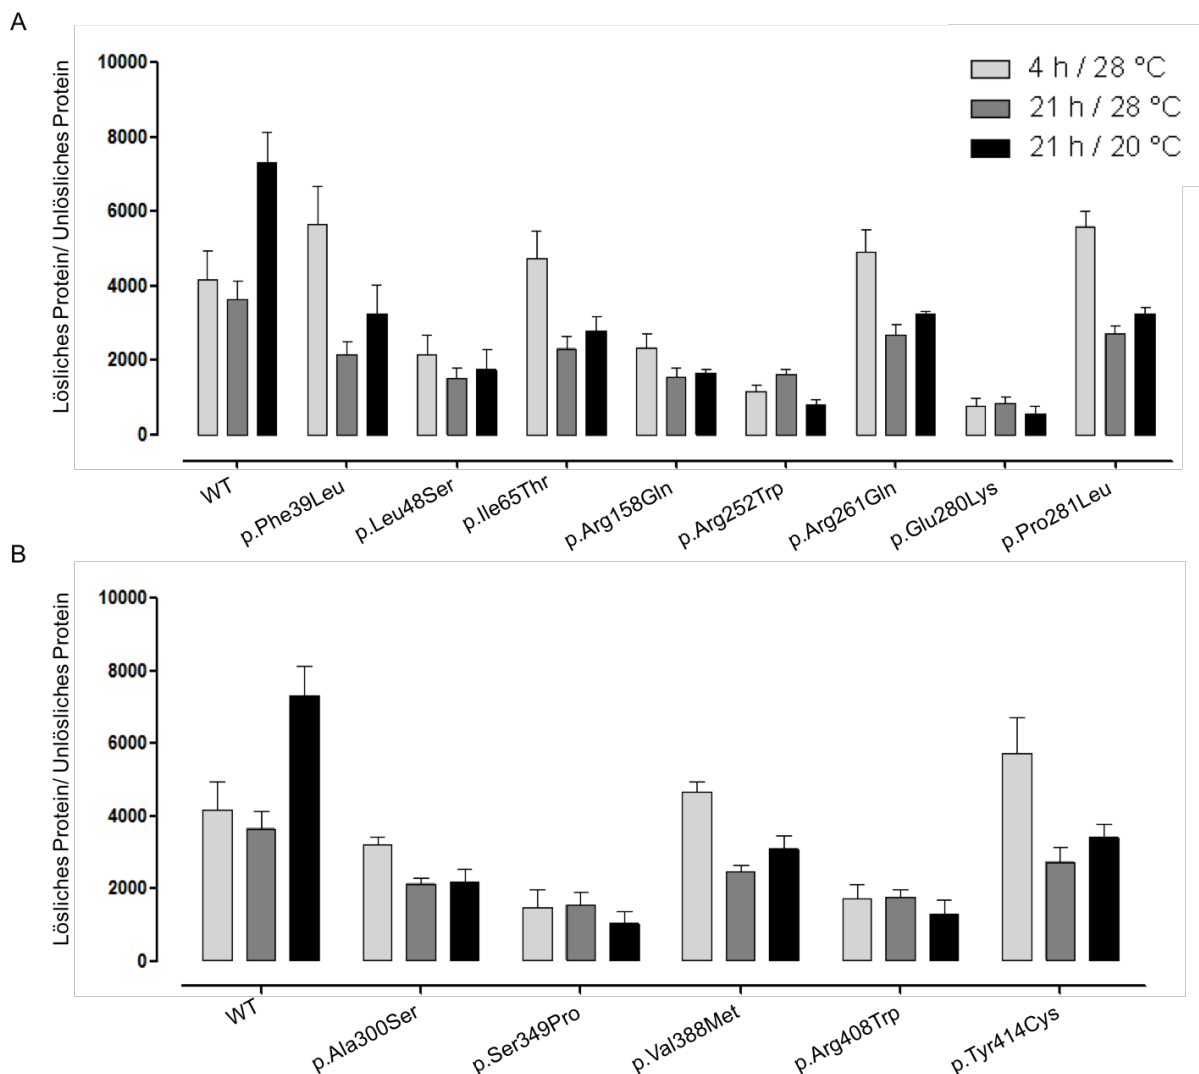 A
Lösliches Protein/ Unlösliches Protein
10000
8000
6000
4000
2000
0
4 h / 28 °C
21 h / 28 °C
21 h / 20 °C
WT
p.Phe39Leu
p.Leu48Ser
p.Ile65Thr
p.Arg158Gln
p.Arg252Trp
p.Arg261Gln
p.Glu280Lys
p.Pro281Leu
B
Lösliches Protein/ Unlösliches Protein
10000
8000
6000
4000
2000
0
WT
p.Ala300Ser
p.Ser349Pro
p.Val388Met
p.Arg408Trp
p.Tyr414Cys